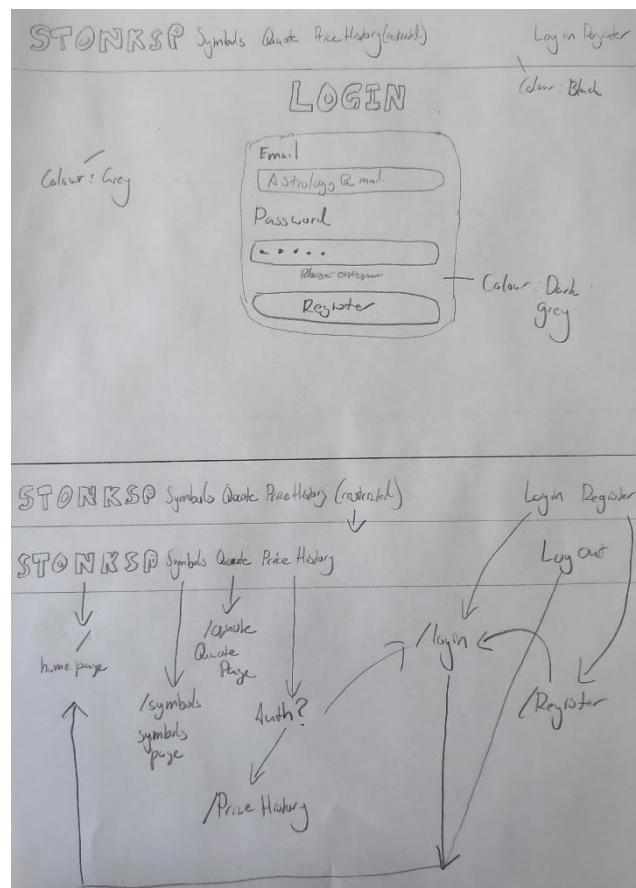 STONKSP Symbols Quote Price History (restricted) Log in Register
Colour: Black
LOGIN
Colour: Grey
Email
Password
Please
Register
Colour: Dark grey
STONKSP Symbols Quote Price History (restricted) Login Register
STONKSP Symbols Quote Price History Log out
/
home page
/quote
Quote
Page
/login
/symbols
symbols
page
Auth?
/Register
/Price History